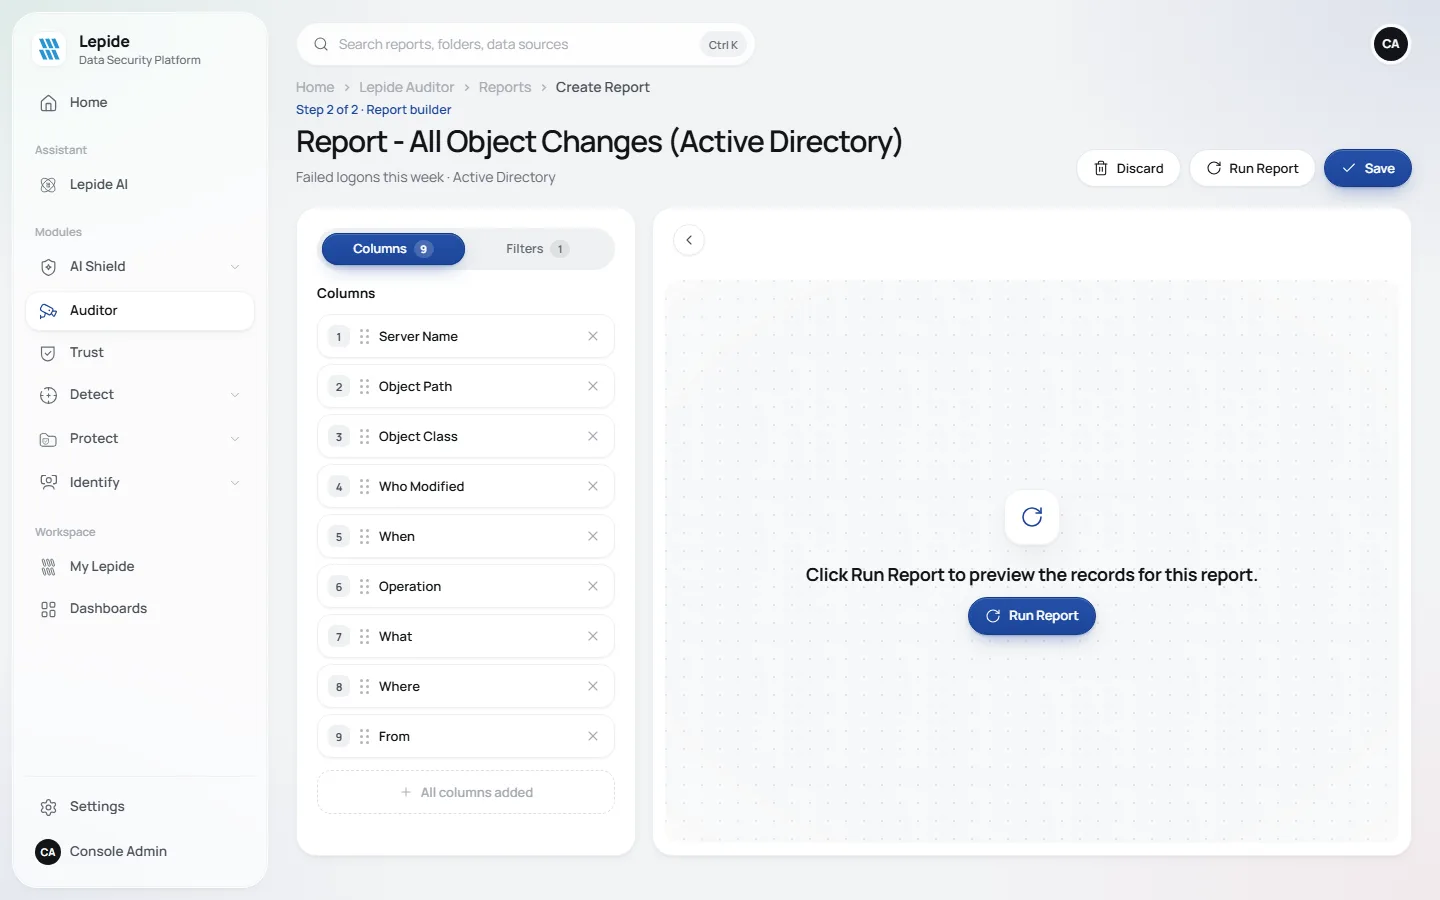 Lepide
Data Security Platform
Home
Assistant
Lepide AI
Modules
AI Shield
Auditor
Trust
Detect
Protect
Identify
Workspace
My Lepide
Dashboards
Settings
CA Console Admin
Search reports, folders, data sources Ctrl K
CA
Home > Lepide Auditor > Reports > Create Report
Step 2 of 2 · Report builder
Report - All Object Changes (Active Directory)
Failed logons this week · Active Directory
Discard
Run Report
Save
Columns 9
Filters 1
Columns
1 Server Name
2 Object Path
3 Object Class
4 Who Modified
5 When
6 Operation
7 What
8 Where
9 From
+ All columns added
Click Run Report to preview the records for this report.
Run Report